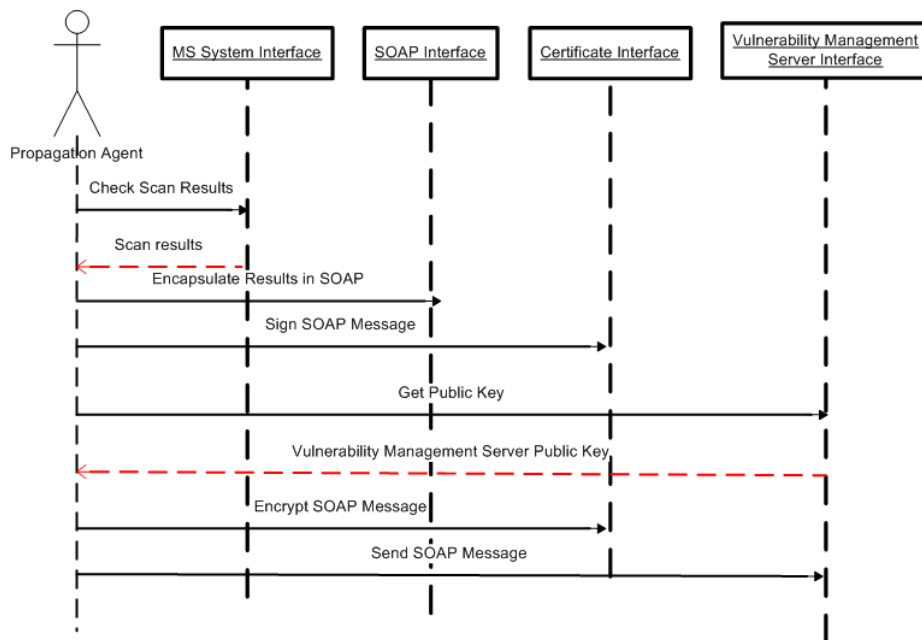 MS System Interface
SOAP Interface
Certificate Interface
Vulnerability Management
Server Interface
Propagation Agent
Check Scan Results
Scan results
Encapsulate Results in SOAP
Sign SOAP Message
Get Public Key
Vulnerability Management Server Public Key
Encrypt SOAP Message
Send SOAP Message